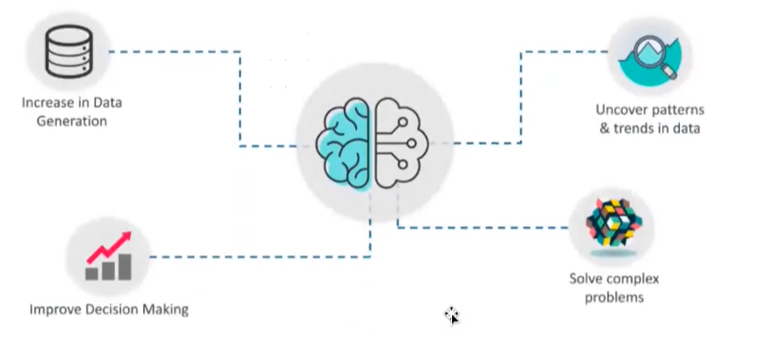 Increase in Data
Generation
Uncover patterns
& trends in data
Improve Decision Making
Solve complex
problems